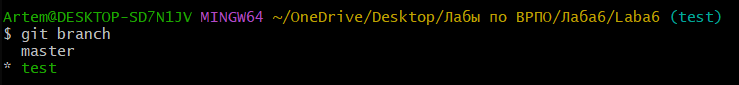 Artem@DESKTOP-SD7N1JV MINGW64 ~/OneDrive/Desktop/Лабы по ВРПО/Лаба6/Laba6 (test)
$ git branch
  master
* test